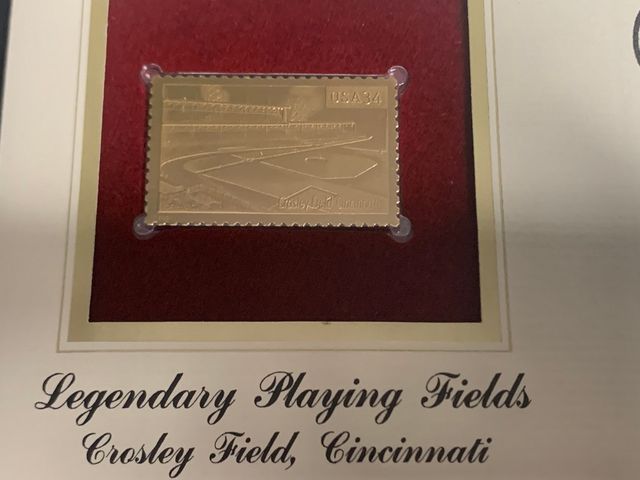 USA34
Crosley Field Cincinnati
Legendary Playing Fields
Crosley Field, Cincinnati